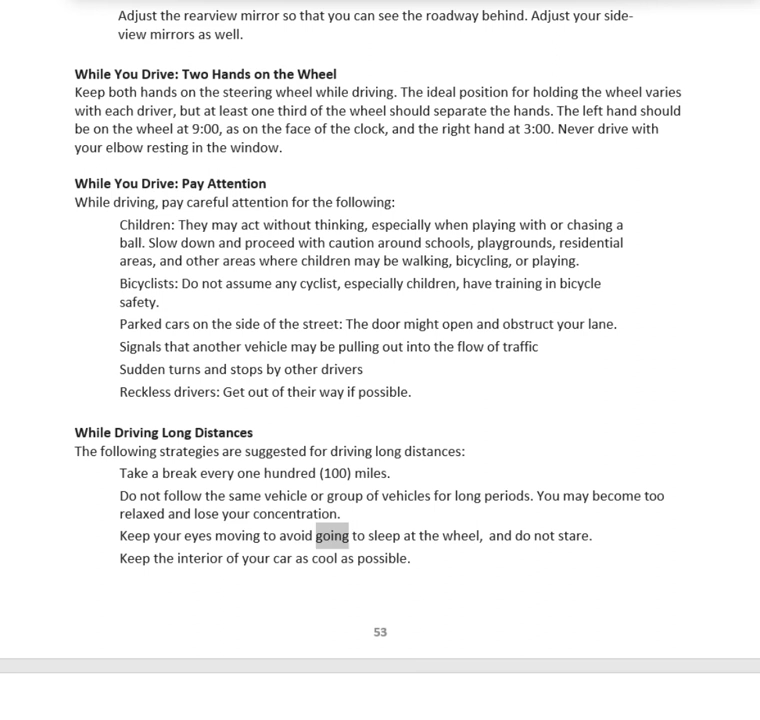 Adjust the rearview mirror so that you can see the roadway behind. Adjust your side-
view mirrors as well.
While You Drive: Two Hands on the Wheel
Keep both hands on the steering wheel while driving. The ideal position for holding the wheel varies
with each driver, but at least one third of the wheel should separate the hands. The left hand should
be on the wheel at 9:00, as on the face of the clock, and the right hand at 3:00. Never drive with
your elbow resting in the window.
While You Drive: Pay Attention
While driving, pay careful attention for the following:
Children: They may act without thinking, especially when playing with or chasing a
ball. Slow down and proceed with caution around schools, playgrounds, residential
areas, and other areas where children may be walking, bicycling, or playing.
Bicyclists: Do not assume any cyclist, especially children, have training in bicycle
safety.
Parked cars on the side of the street: The door might open and obstruct your lane.
Signals that another vehicle may be pulling out into the flow of traffic
Sudden turns and stops by other drivers
Reckless drivers: Get out of their way if possible.
While Driving Long Distances
The following strategies are suggested for driving long distances:
Take a break every one hundred (100) miles.
Do not follow the same vehicle or group of vehicles for long periods. You may become too
relaxed and lose your concentration.
Keep your eyes moving to avoid going to sleep at the wheel, and do not stare.
Keep the interior of your car as cool as possible.
53